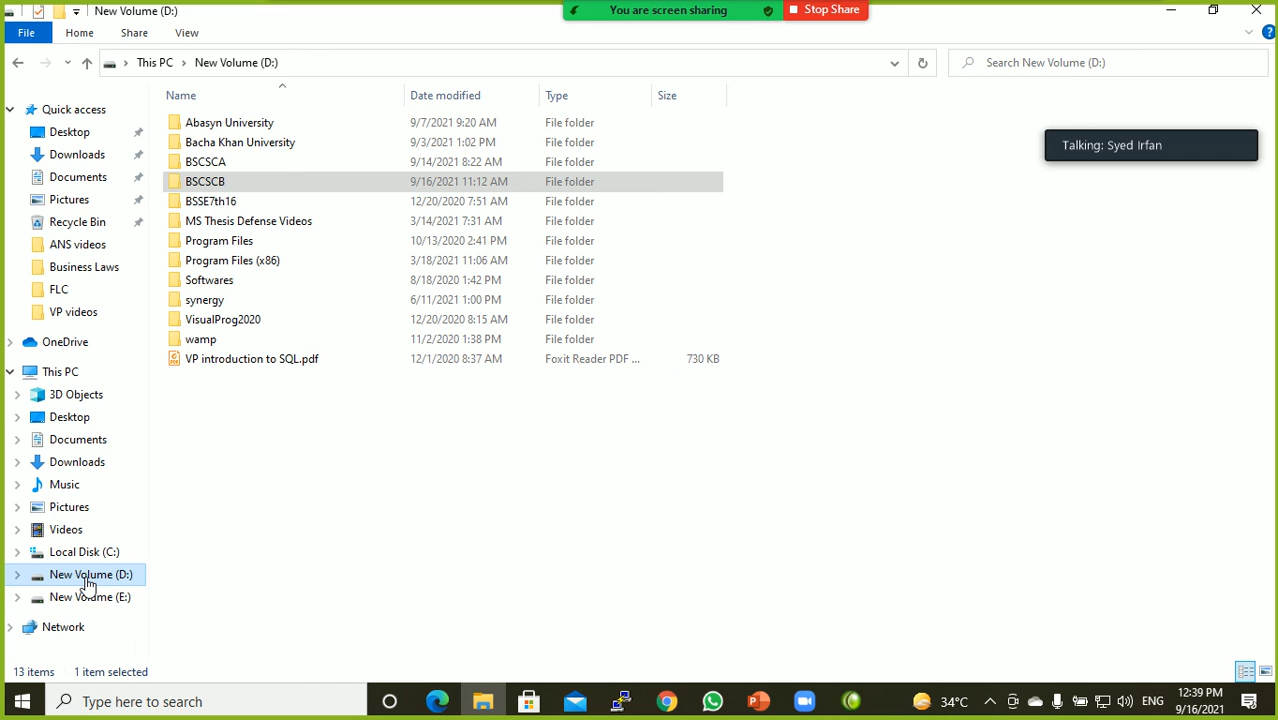 New Volume (D:)
You are screen sharing
Stop Share
File
Home
Share
View
This PC
New Volume (D:)
Search New Volume (D:)
Name
Date modified
Type
Size
Talking: Syed Irfan
Quick access
Desktop
Downloads
Documents
Pictures
Recycle Bin
ANS videos
Business Laws
FLC
VP videos
OneDrive
This PC
3D Objects
Desktop
Documents
Downloads
Music
Pictures
Videos
Local Disk (C:)
New Volume (D:)
New Volume (E:)
Network
Abasyn University 9/7/2021 9:20 AM File folder
Bacha Khan University 9/3/2021 1:02 PM File folder
BSCSCA 9/14/2021 8:22 AM File folder
BSCSCB 9/16/2021 11:12 AM File folder
BSSE7th16 12/20/2020 7:51 AM File folder
MS Thesis Defense Videos 3/14/2021 7:31 AM File folder
Program Files 10/13/2020 2:41 PM File folder
Program Files (x86) 3/18/2021 11:06 AM File folder
Softwares 8/18/2020 1:42 PM File folder
synergy 6/11/2021 1:00 PM File folder
VisualProg2020 12/20/2020 8:15 AM File folder
wamp 11/2/2020 1:38 PM File folder
VP introduction to SQL.pdf 12/1/2020 8:37 AM Foxit Reader PDF ... 730 KB
13 items 1 item selected
Type here to search
34°C
ENG
12:39 PM
9/16/2021